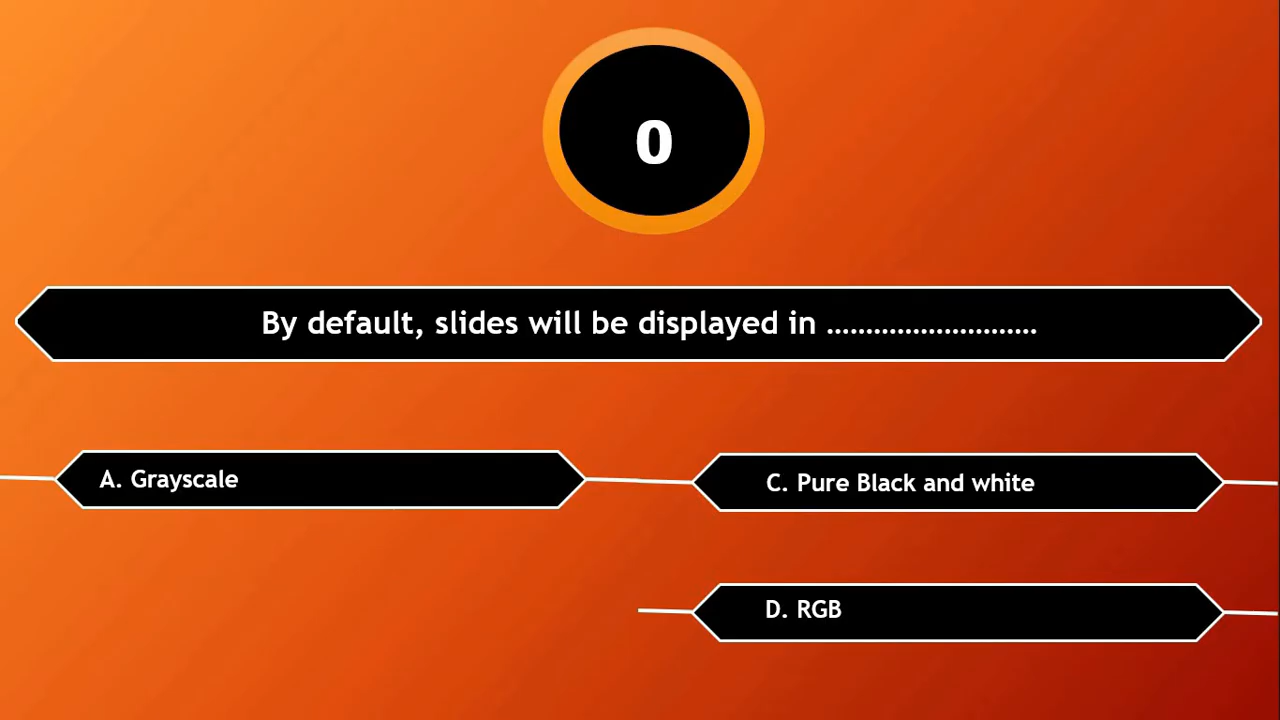 0
By default, slides will be displayed in ...........................
A. Grayscale
C. Pure Black and white
D. RGB